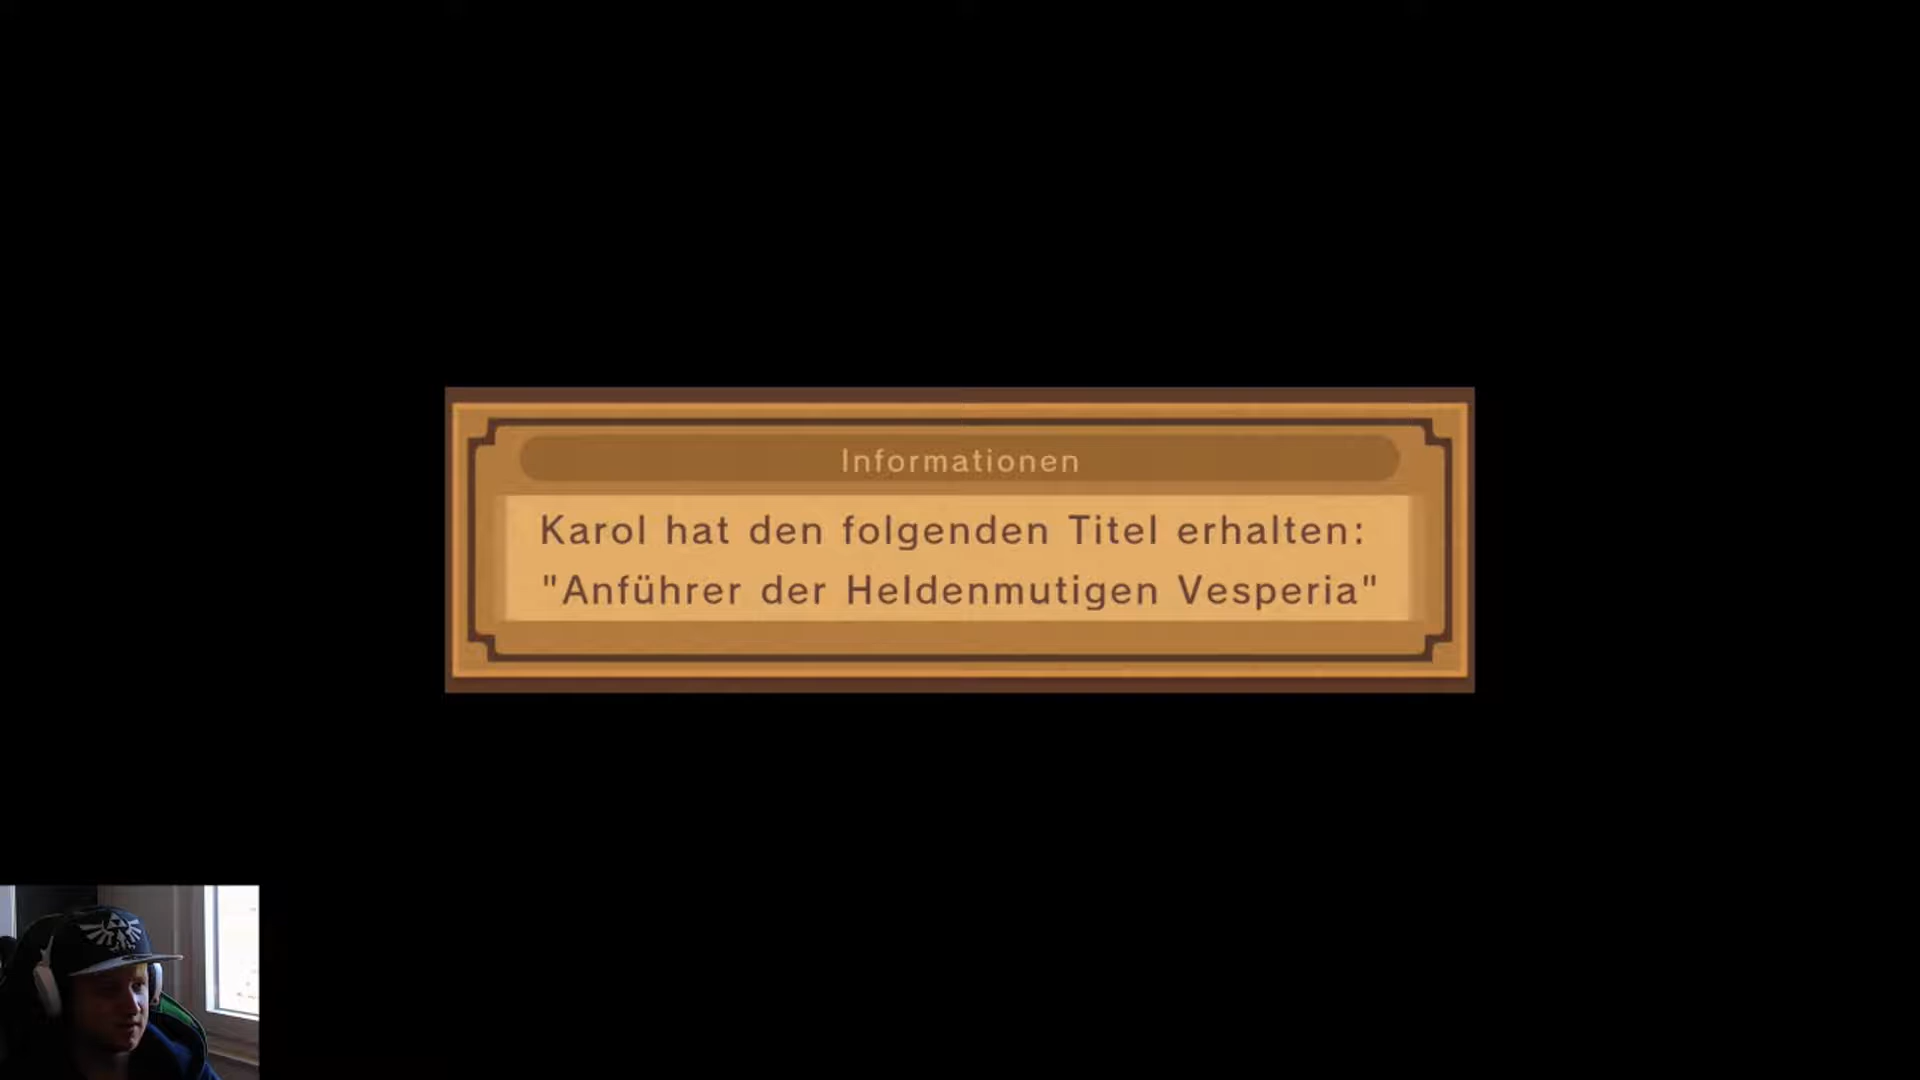 Informationen
Karol hat den folgenden Titel erhalten:
"Anführer der Heldenmutigen Vesperia"